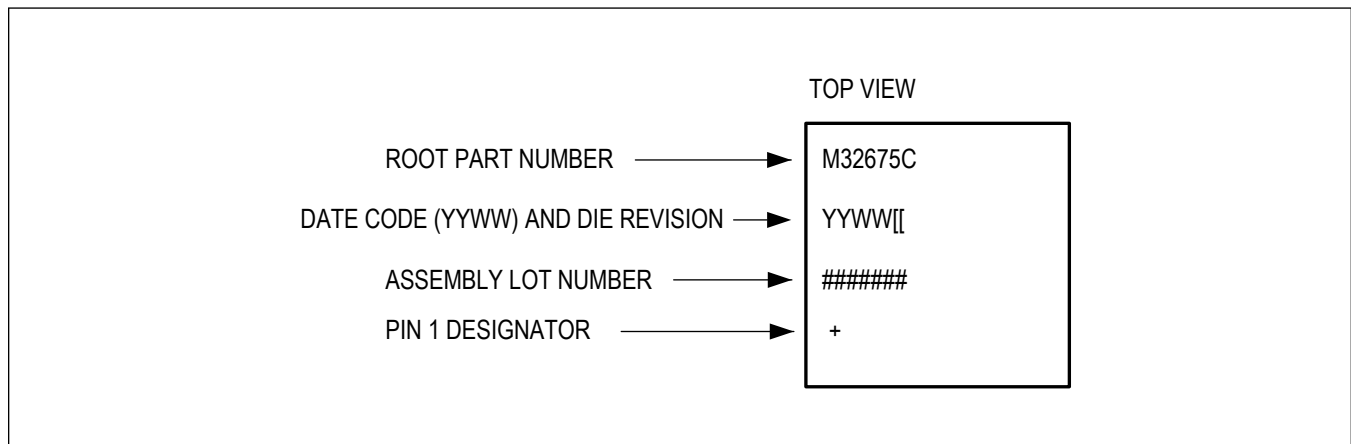 TOP VIEW
ROOT PART NUMBER
M32675C
DATE CODE (YYWW) AND DIE REVISION
YYWW[[
ASSEMBLY LOT NUMBER
#######
PIN 1 DESIGNATOR
+